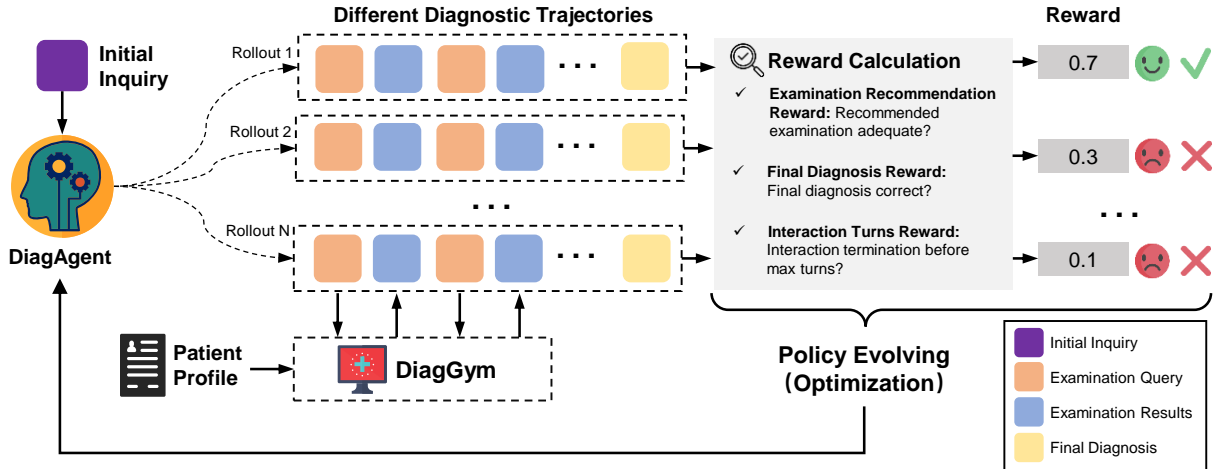 Different Diagnostic Trajectories
Reward
Initial
Inquiry
Rollout 1
Rollout 2
...
Rollout N
DiagAgent
...
...
...
Reward Calculation
✓ Examination Recommendation
Reward: Recommended
examination adequate?
✓ Final Diagnosis Reward:
Final diagnosis correct?
✓ Interaction Turns Reward:
Interaction termination before
max turns?
0.7
0.3
...
0.1
Patient
Profile
DiagGym
Policy Evolving
(Optimization)
Initial Inquiry
Examination Query
Examination Results
Final Diagnosis